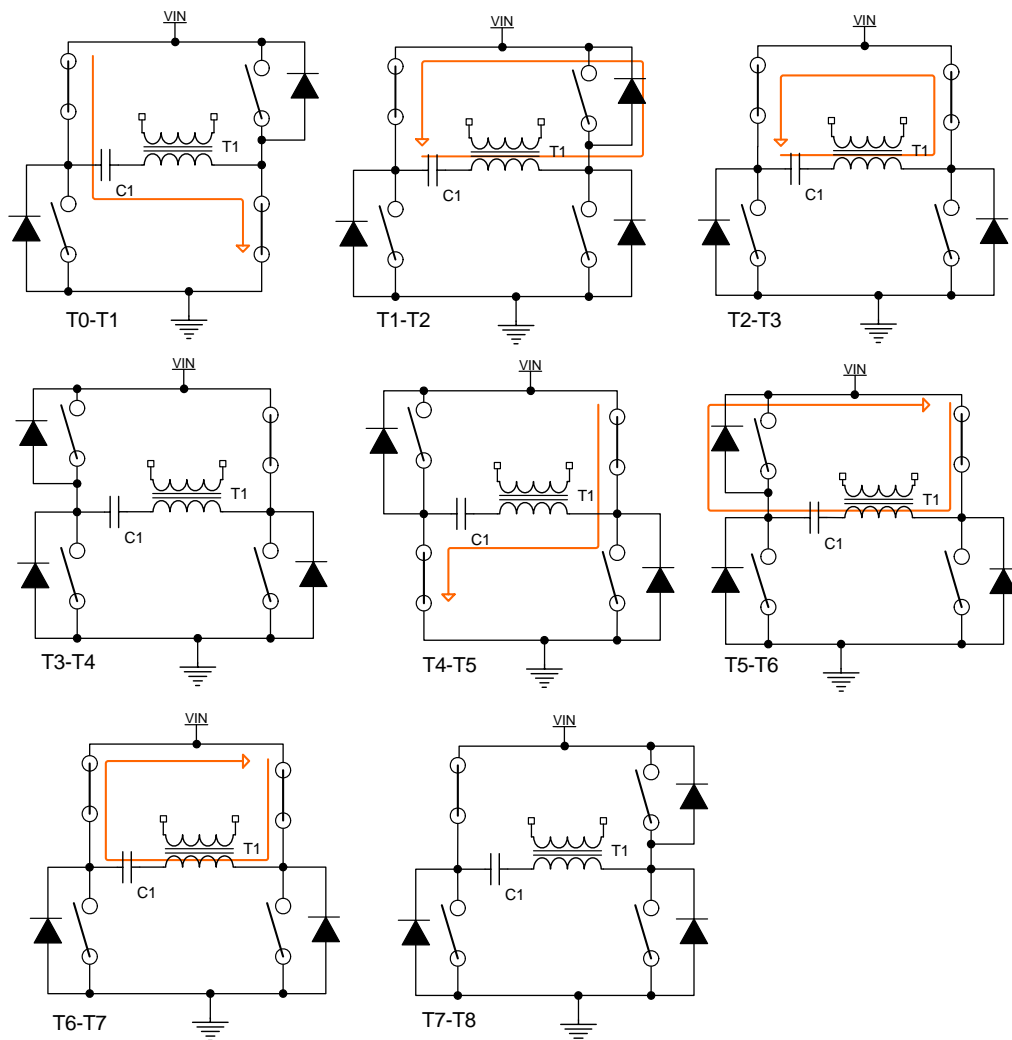 VIN
T1
C1
T0-T1
VIN
T1
C1
T1-T2
VIN
T1
C1
T2-T3
VIN
T1
C1
T3-T4
VIN
T1
C1
T4-T5
VIN
T1
C1
T5-T6
VIN
T1
C1
T6-T7
VIN
T1
C1
T7-T8